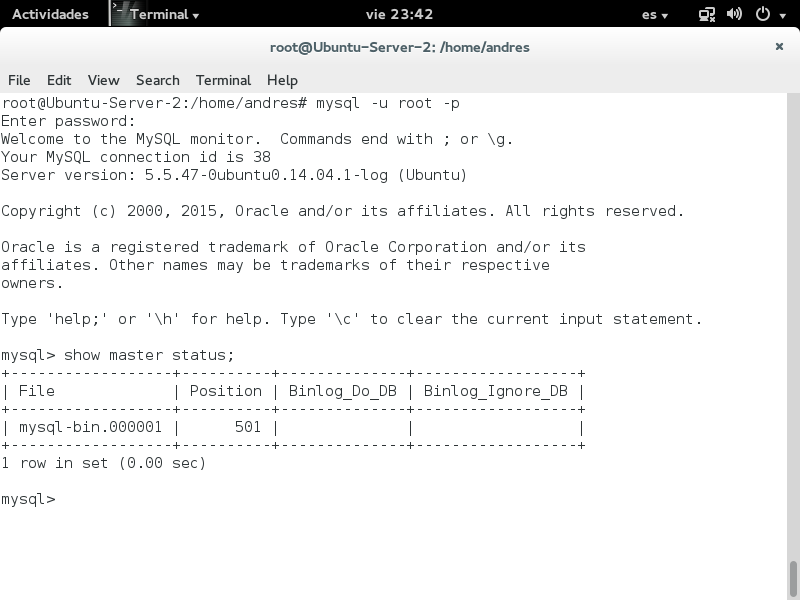 Actividades Terminal vie 23:42 es
root@Ubuntu-Server-2: /home/andres ×
File Edit View Search Terminal Help
root@Ubuntu-Server-2:/home/andres# mysql -u root -p
Enter password:
Welcome to the MySQL monitor.  Commands end with ; or \g.
Your MySQL connection id is 38
Server version: 5.5.47-0ubuntu0.14.04.1-log (Ubuntu)
Copyright (c) 2000, 2015, Oracle and/or its affiliates. All rights reserved.
Oracle is a registered trademark of Oracle Corporation and/or its
affiliates. Other names may be trademarks of their respective
owners.
Type 'help;' or '\h' for help. Type '\c' to clear the current input statement.
mysql> show master status;
+------------------+----------+--------------+------------------+
| File             | Position | Binlog_Do_DB | Binlog_Ignore_DB |
+------------------+----------+--------------+------------------+
| mysql-bin.000001 |      501 |              |                  |
+------------------+----------+--------------+------------------+
1 row in set (0.00 sec)
mysql>